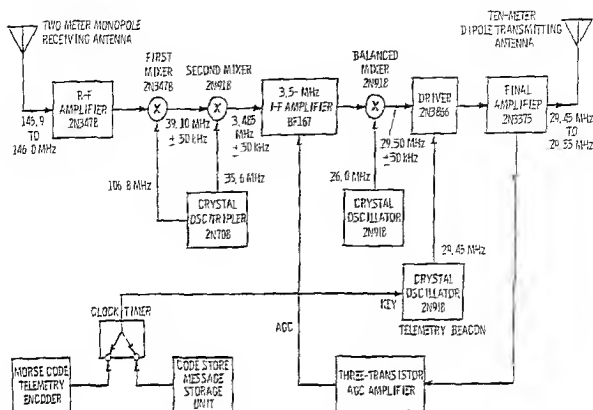 TWO METER MONOPOLE
RECEIVING ANTENNA
TEN-METER
DIPOLE TRANSMITTING
ANTENNA
FIRST
MIXER
2N3478
SECOND MIXER
2N918
BALANCED
MIXER
2N918
R-F
AMPLIFIER
2N3478
X
X
3.5-MHz
I-F AMPLIFIER
BF167
X
DRIVER
2N3866
FINAL
AMPLIFIER
2N3375
145.9
TO
146.0 MHz
39.10 MHz
± 50 kHz
3.485
MHz
± 50 kHz
29.50 MHz
±50 kHz
29.45 MHz
TO
29.55 MHz
106.8 MHz
35.6 MHz
26.0 MHz
CRYSTAL
OSC/TRIPLER
2N708
CRYSTAL
OSCILLATOR
2N918
29.45 MHz
CRYSTAL
OSCILLATOR
2N918
KEY
TELEMETRY BEACON
CLOCK TIMER
AGC
MORSE CODE
TELEMETRY
ENCODER
CODE STORE
MESSAGE
STORAGE
UNIT
THREE-TRANSISTOR
AGC AMPLIFIER